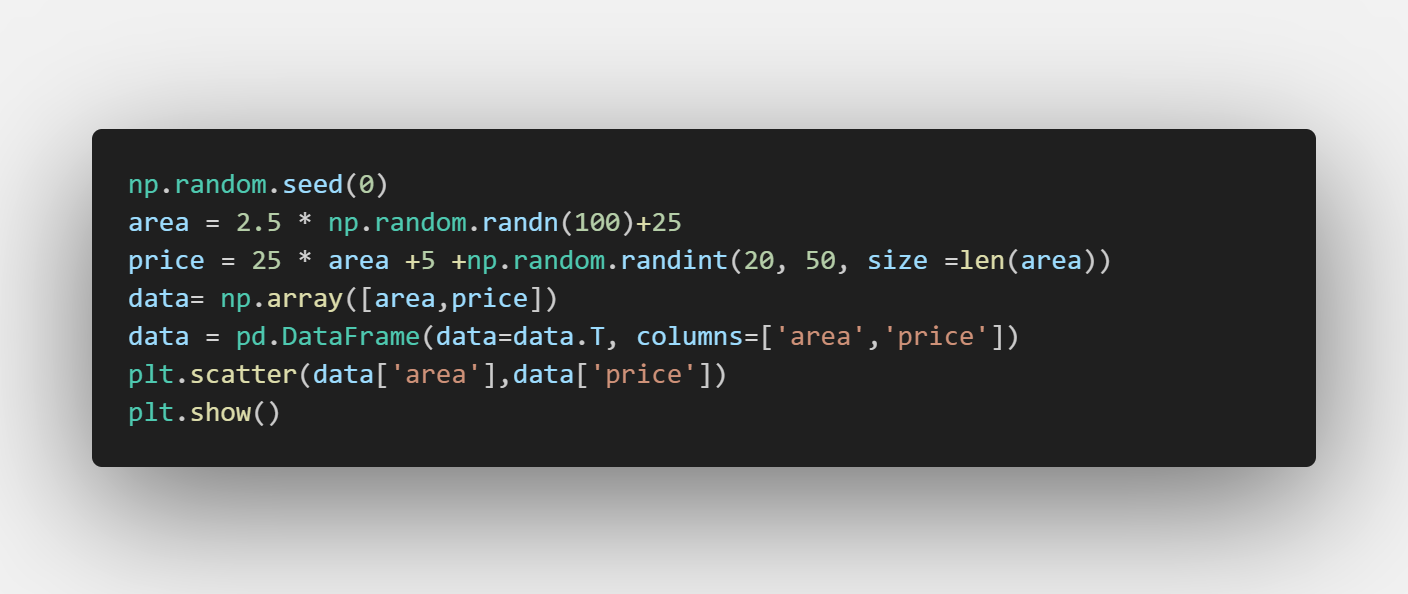 np.random.seed(0)
area = 2.5 * np.random.randn(100)+25
price = 25 * area +5 +np.random.randint(20, 50, size =len(area))
data= np.array([area,price])
data = pd.DataFrame(data=data.T, columns=['area','price'])
plt.scatter(data['area'],data['price'])
plt.show()